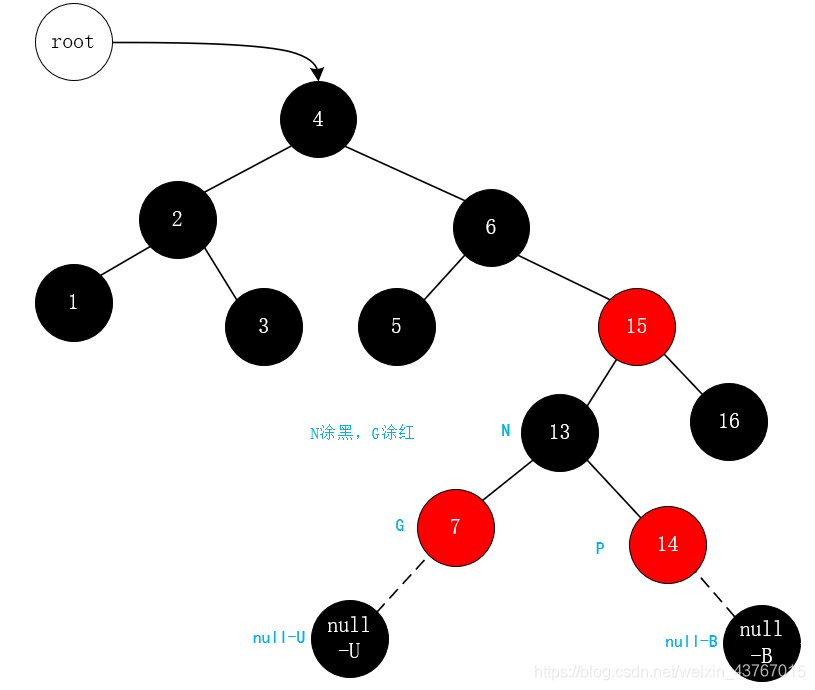 root
4
2
6
1
3
5
15
16
N涂黑，G涂红
N
13
G
7
P
14
null-U
null
-U
null-B
null
-B
https://blog.csdn.net/weixin_43767015